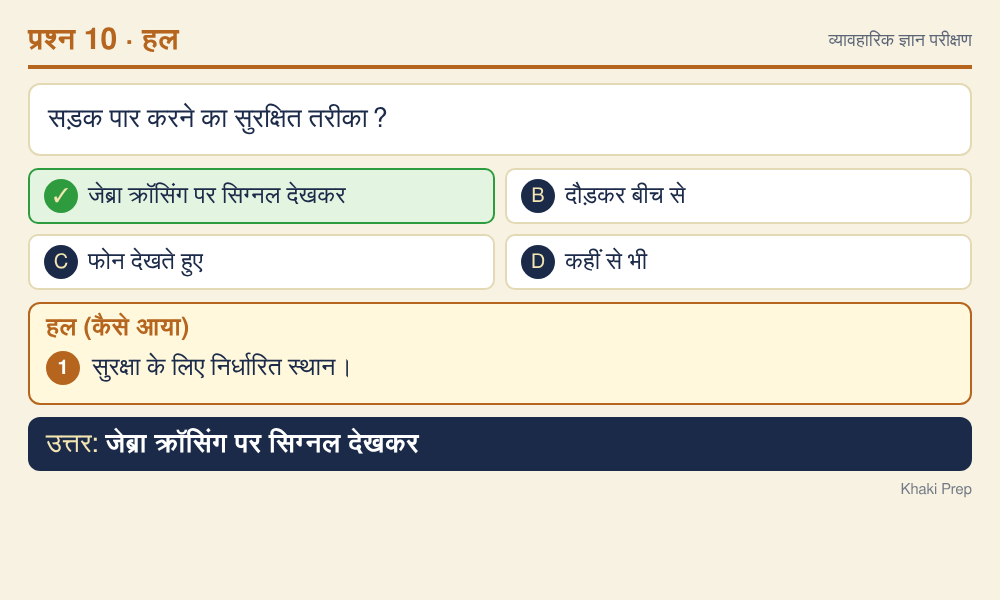 प्रश्न 10 · हल
व्यावहारिक ज्ञान परीक्षण
सड़क पार करने का सुरक्षित तरीका ?
✓ जेब्रा क्रॉसिंग पर सिग्नल देखकर
B दौड़कर बीच से
C फोन देखते हुए
D कहीं से भी
हल (कैसे आया)
1 सुरक्षा के लिए निर्धारित स्थान।
उत्तर: जेब्रा क्रॉसिंग पर सिग्नल देखकर
Khaki Prep